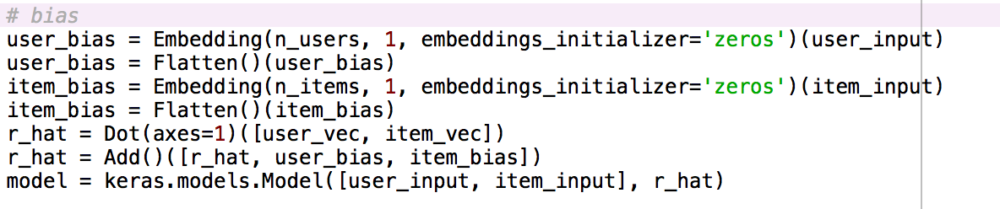 # bias
user_bias = Embedding(n_users, 1, embeddings_initializer='zeros')(user_input)
user_bias = Flatten()(user_bias)
item_bias = Embedding(n_items, 1, embeddings_initializer='zeros')(item_input)
item_bias = Flatten()(item_bias)
r_hat = Dot(axes=1)([user_vec, item_vec])
r_hat = Add()([r_hat, user_bias, item_bias])
model = keras.models.Model([user_input, item_input], r_hat)